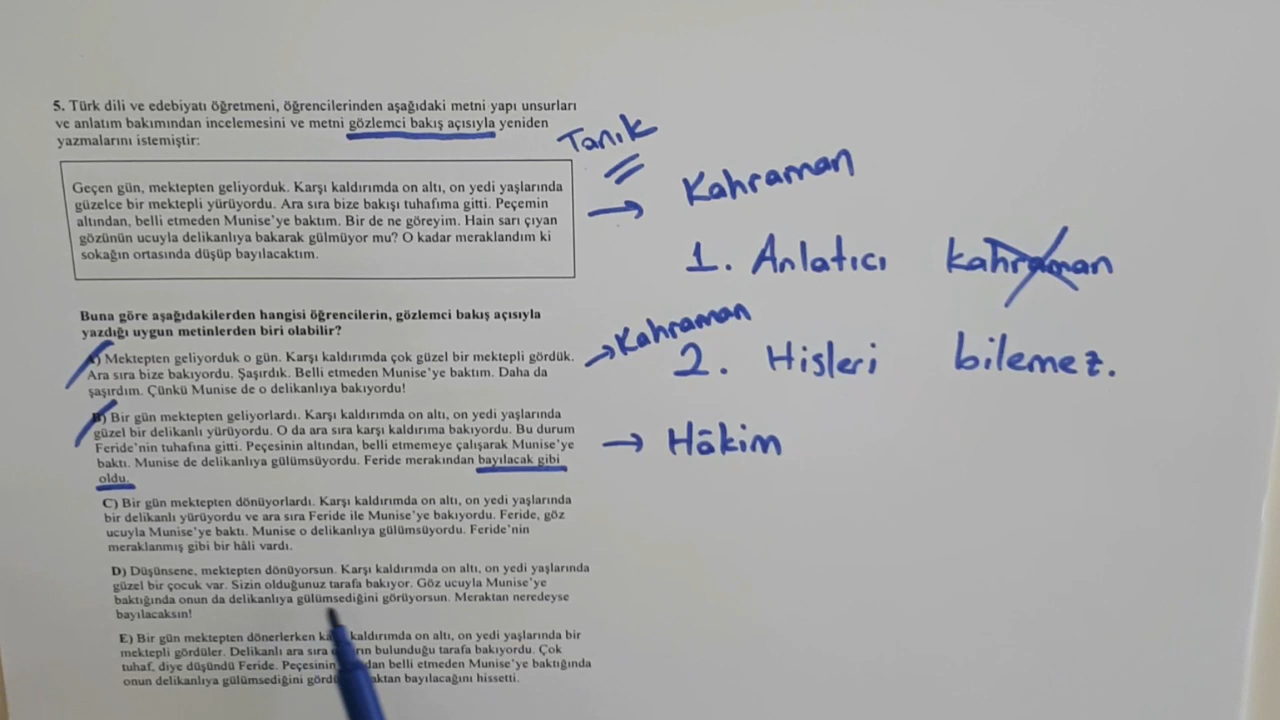 5. Türk dili ve edebiyatı öğretmeni, öğrencilerinden aşağıdaki metni yapı unsurları
ve anlatım bakımından incelemesini ve metni gözlemci bakış açısıyla yeniden
yazmalarını istemiştir:
Geçen gün, mektepten geliyorduk. Karşı kaldırımda on altı, on yedi yaşlarında
güzelce bir mektepli yürüyordu. Ara sıra bize bakışı tuhafıma gitti. Peçemin
altından, belli etmeden Munise'ye baktım. Bir de ne göreyim. Hain sarı çıyan
gözünün ucuyla delikanlıya bakarak gülmüyor mu? O kadar meraklandım ki
sokağın ortasında düşüp bayılacaktım.
Tanık
Kahraman
1. Anlatıcı kahraman
Kahraman
2. Hisleri bilemez.
Hâkim
Buna göre aşağıdakilerden hangisi öğrencilerin, gözlemci bakış açısıyla
yazdığı uygun metinlerden biri olabilir?
A) Mektepten geliyorduk o gün. Karşı kaldırımda çok güzel bir mektepli gördük.
Ara sıra bize bakıyordu. Şaşırdık. Belli etmeden Munise'ye baktım. Daha da
şaşırdım. Çünkü Munise de o delikanlıya bakıyordu!
B) Bir gün mektepten geliyorlardı. Karşı kaldırımda on altı, on yedi yaşlarında
güzel bir delikanlı yürüyordu. O da ara sıra karşı kaldırıma bakıyordu. Bu durum
Feride'nin tuhafına gitti. Peçesinin altından, belli etmemeye çalışarak Munise'ye
baktı. Munise de delikanlıya gülümsüyordu. Feride merakından bayılacak gibi
oldu.
C) Bir gün mektepten dönüyorlardı. Karşı kaldırımda on altı, on yedi yaşlarında
bir delikanlı yürüyordu ve ara sıra Feride ile Munise'ye bakıyordu. Feride, göz
ucuyla Munise'ye baktı. Munise o delikanlıya gülümsüyordu. Feride'nin
meraklanmış gibi bir hâli vardı.
D) Düşünsene, mektepten dönüyorsun. Karşı kaldırımda on altı, on yedi yaşlarında
güzel bir çocuk var. Sizin olduğunuz tarafa bakıyor. Göz ucuyla Munise'ye
baktığında onun da delikanlıya gülümsediğini görüyorsun. Meraktan neredeyse
bayılacaksın!
E) Bir gün mektepten dönerlerken kaldırımda on altı, on yedi yaşlarında bir
mektepli gördüler. Delikanlı ara sıra bulunduğu tarafa bakıyordu. Çok
tuhaf, diye düşündü Feride. Peçesinin belli etmeden Munise'ye baktığında
onun delikanlıya gülümsediğini bayılacağını hissetti.